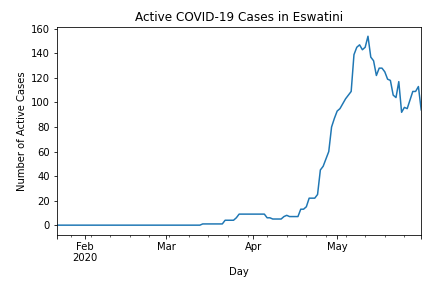 Active COVID-19 Cases in Eswatini
160
140
120
100
80
60
40
20
0
Number of Active Cases
Feb
2020
Mar
Apr
May
Day